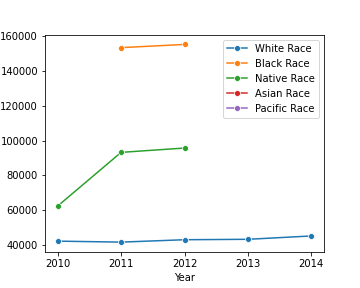 160000
140000
120000
100000
80000
60000
40000
White Race
Black Race
Native Race
Asian Race
Pacific Race
2010 2011 2012 2013 2014
Year